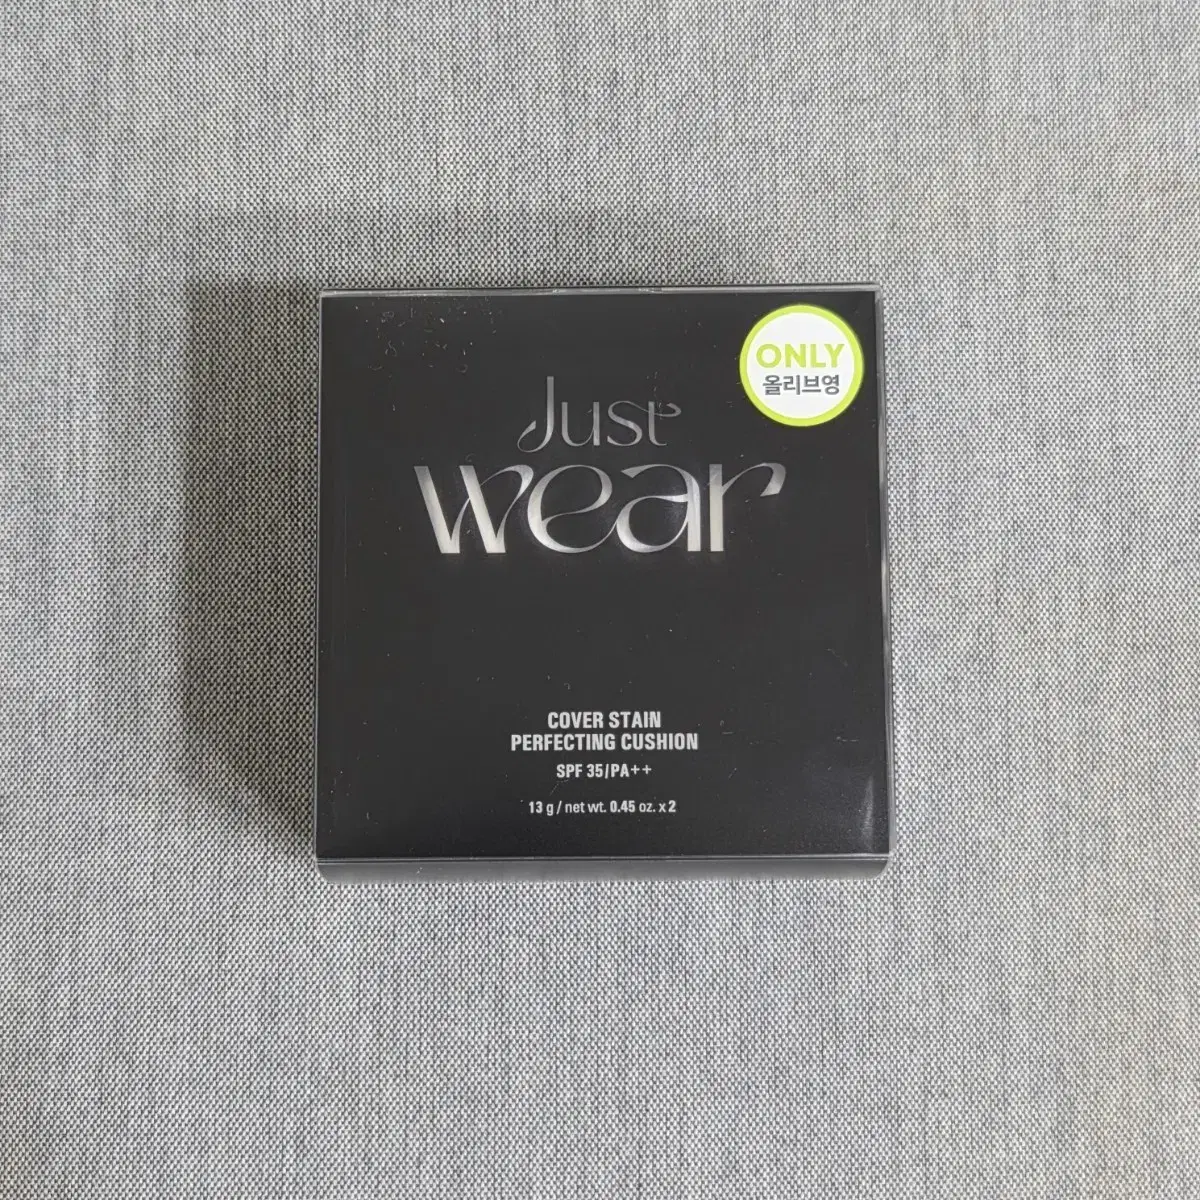 ONLY
올리브영
Just
wear
COVER STAIN
PERFECTING CUSHION
SPF 35/PA++
13 g / net wt. 0.45 oz. x 2